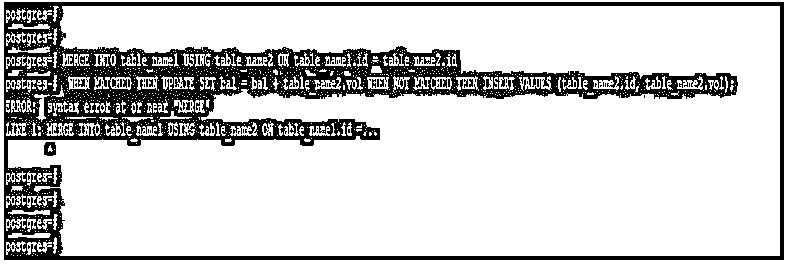 postgres=#
postgres=#
postgres=# MERGE INTO table_name1 USING table_name2 ON table_name1.id = table_name2.id
postgres-# WHEN MATCHED THEN UPDATE SET bal = bal + table_name2.vol WHEN NOT MATCHED THEN INSERT VALUES (table_name2.id, table_name2.vol);
ERROR: syntax error at or near "MERGE"
LINE 1: MERGE INTO table_name1 USING table_name2 ON table_name1.id =...
^
postgres=#
postgres=#
postgres=#
postgres=#